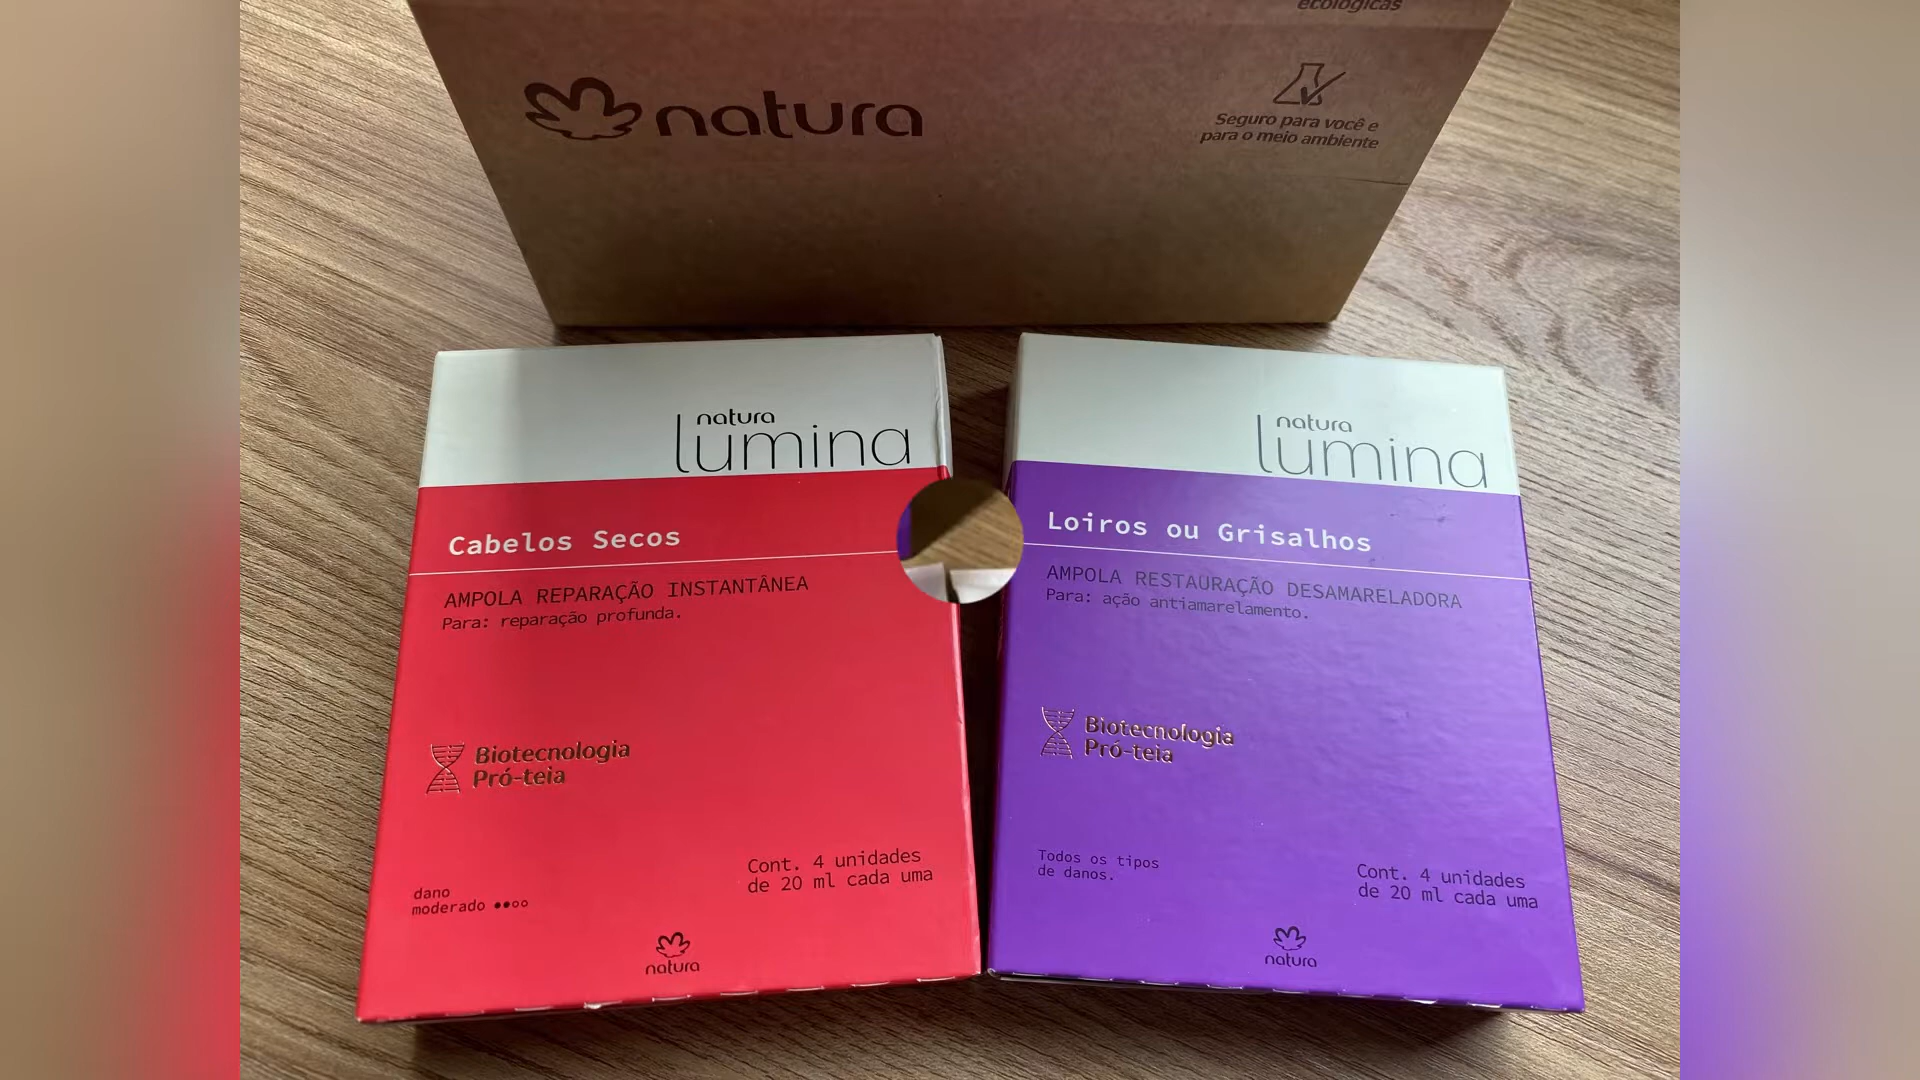 ecológicas
natura
Seguro para você e
para o meio ambiente
natura
lumina
Cabelos Secos
AMPOLA REPARAÇÃO INSTANTÂNEA
Para: reparação profunda.
Biotecnologia
Pró-teia
dano
moderado
Cont. 4 unidades
de 20 ml cada uma
natura
natura
lumina
Loiros ou Grisalhos
AMPOLA RESTAURAÇÃO DESAMARELADORA
Para: ação antiamarelamento.
Biotecnologia
Pró-teia
Todos os tipos
de danos.
Cont. 4 unidades
de 20 ml cada uma
natura